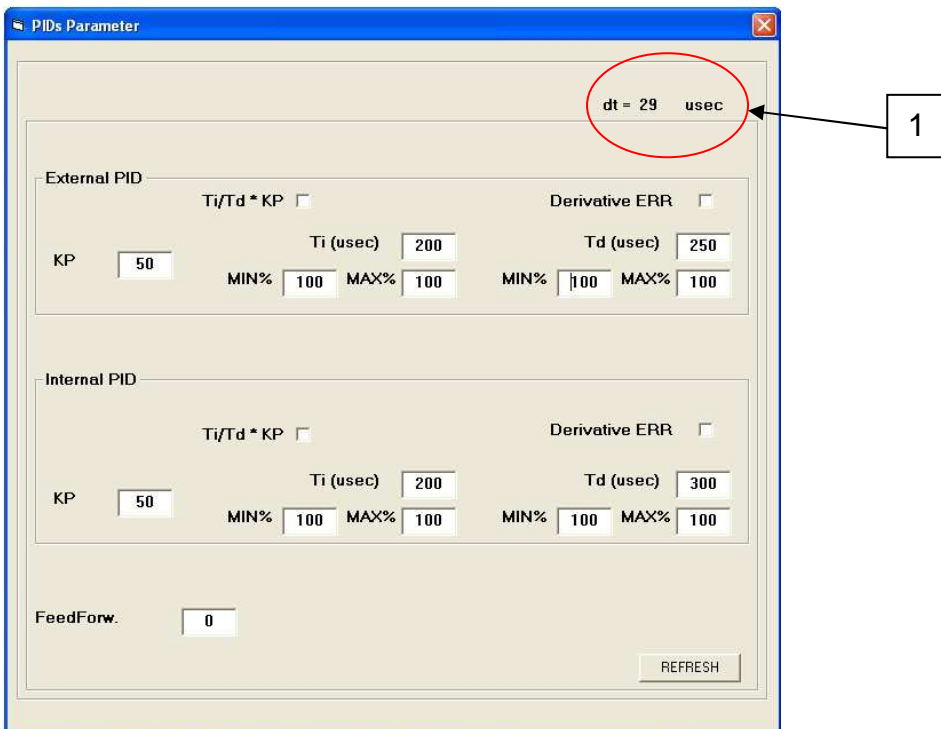 PIDs Parameter
dt = 29 usec
1
External PID
Ti/Td * KP Derivative ERR
Ti (usec) 200 Td (usec) 250
KP 50
MIN% 100 MAX% 100 MIN% 100 MAX% 100
Internal PID
Ti/Td * KP Derivative ERR
Ti (usec) 200 Td (usec) 300
KP 50
MIN% 100 MAX% 100 MIN% 100 MAX% 100
FeedForw. 0
REFRESH